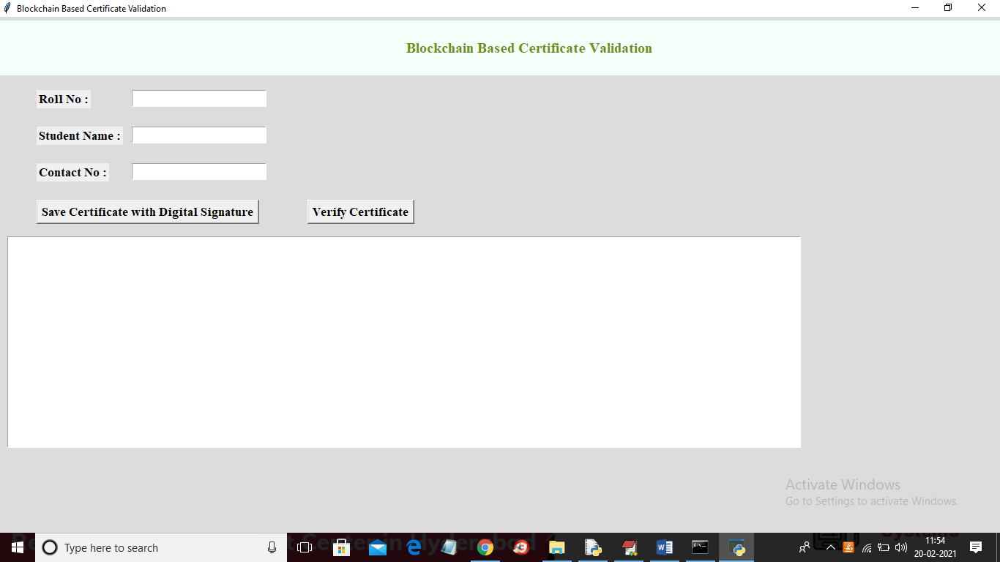 Blockchain Based Certificate Validation
Blockchain Based Certificate Validation
Roll No :
Student Name :
Contact No :
Save Certificate with Digital Signature
Verify Certificate
Activate Windows
Go to Settings to activate Windows.
Type here to search
11:54
20-02-2021